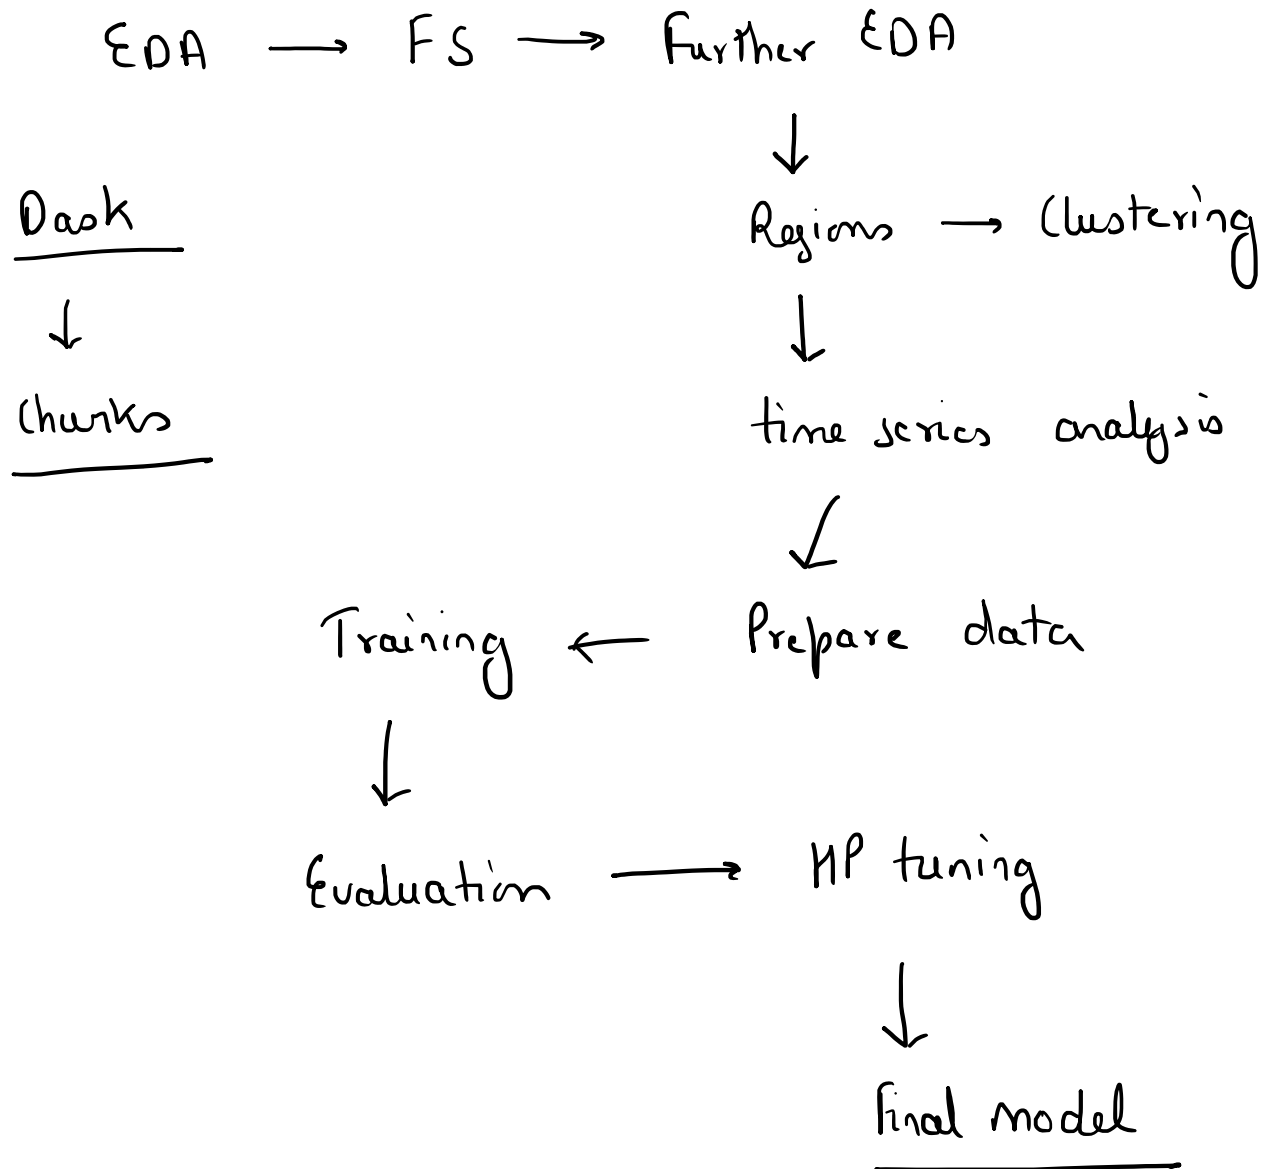 EDA → FS → Further EDA
↓
Dask
Regions → Clustering
↓ ↓
Chunks
time series analysis
↓
Training ← Prepare data
↓
Evaluation → HP tuning
↓
Final model